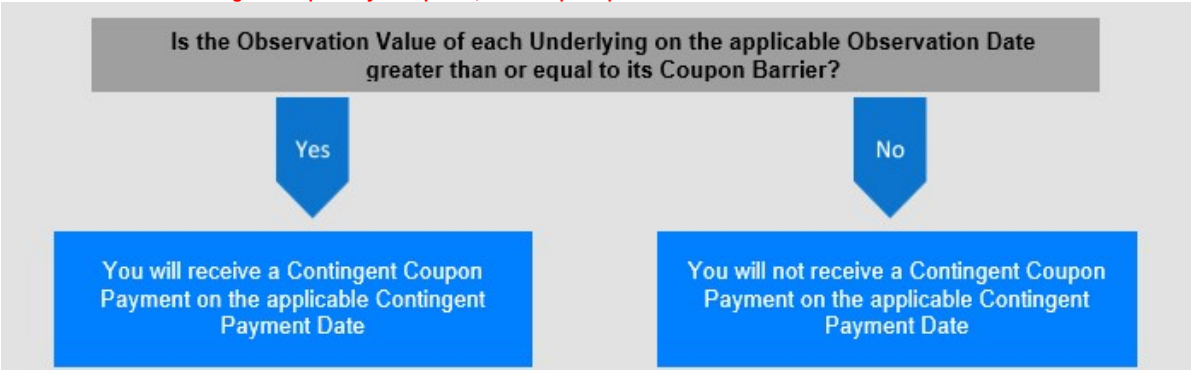 Is the Observation Value of each Underlying on the applicable Observation Date
greater than or equal to its Coupon Barrier?
Yes
No
You will receive a Contingent Coupon
Payment on the applicable Contingent
Payment Date
You will not receive a Contingent Coupon
Payment on the applicable Contingent
Payment Date